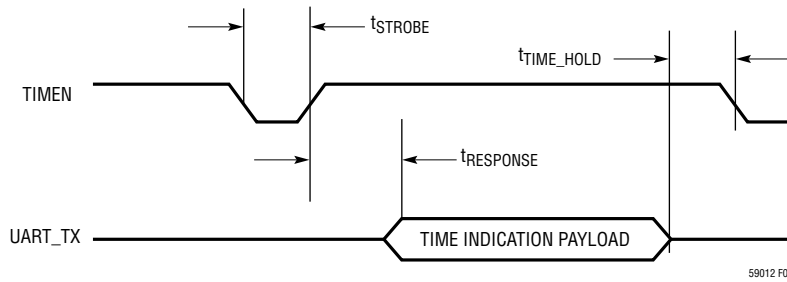 tSTROBE
tTIME_HOLD
TIMEN
tRESPONSE
UART_TX
TIME INDICATION PAYLOAD
59012 F0